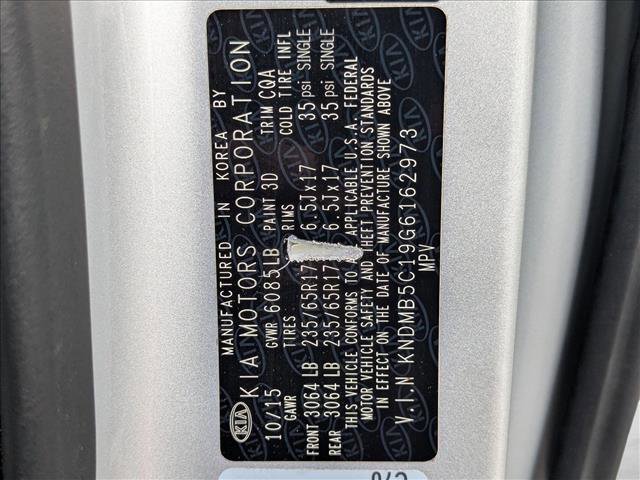 MANUFACTURED IN KOREA BY
KIA KIA MOTORS CORPORATION
10/15 GVWR 6085LB PAINT 3D TRIM CQA
GAWR TIRES RIMS COLD TIRE INFL
FRONT 3064 LB 235/65R17 6.5Jx17 35 psi SINGLE
REAR 3064 LB 235/65R17 6.5Jx17 35 psi SINGLE
THIS VEHICLE CONFORMS TO APPLICABLE U.S.A. FEDERAL
MOTOR VEHICLE SAFETY AND THEFT PREVENTION STANDARDS
IN EFFECT ON THE DATE OF MANUFACTURE SHOWN ABOVE
V.I.N KNDMB5C19G6162973
MPV